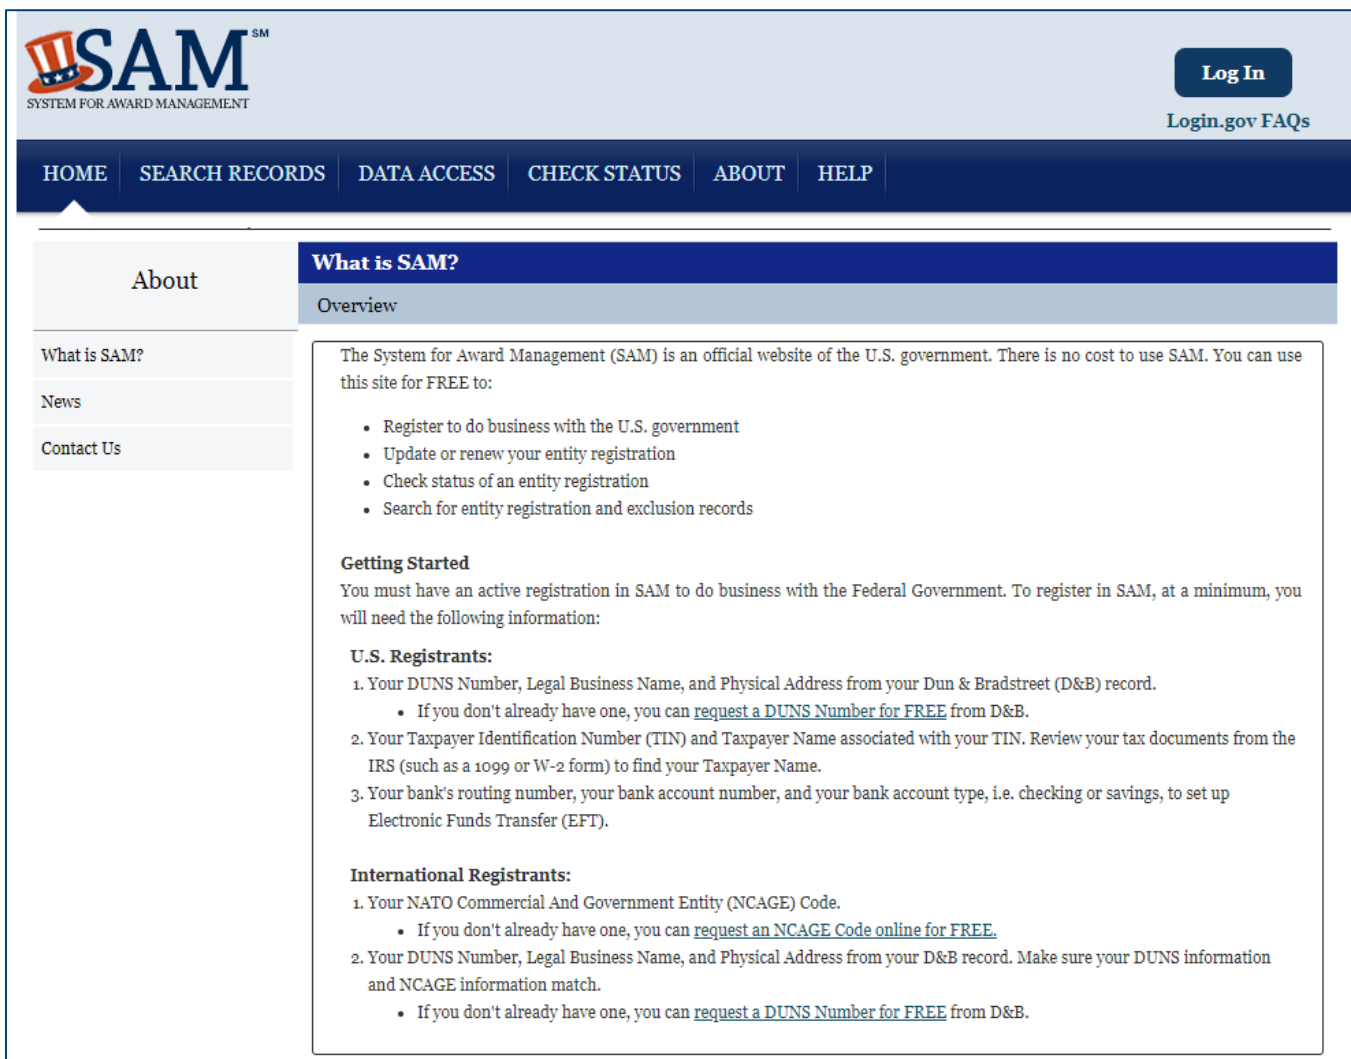 SAM SM
SYSTEM FOR AWARD MANAGEMENT
Log In
Login.gov FAQs
HOME SEARCH RECORDS DATA ACCESS CHECK STATUS ABOUT HELP
About
What is SAM?
News
Contact Us
What is SAM?
Overview
The System for Award Management (SAM) is an official website of the U.S. government. There is no cost to use SAM. You can use
this site for FREE to:
• Register to do business with the U.S. government
• Update or renew your entity registration
• Check status of an entity registration
• Search for entity registration and exclusion records
Getting Started
You must have an active registration in SAM to do business with the Federal Government. To register in SAM, at a minimum, you
will need the following information:
U.S. Registrants:
1. Your DUNS Number, Legal Business Name, and Physical Address from your Dun & Bradstreet (D&B) record.
• If you don't already have one, you can request a DUNS Number for FREE from D&B.
2. Your Taxpayer Identification Number (TIN) and Taxpayer Name associated with your TIN. Review your tax documents from the
IRS (such as a 1099 or W-2 form) to find your Taxpayer Name.
3. Your bank's routing number, your bank account number, and your bank account type, i.e. checking or savings, to set up
Electronic Funds Transfer (EFT).
International Registrants:
1. Your NATO Commercial And Government Entity (NCAGE) Code.
• If you don't already have one, you can request an NCAGE Code online for FREE.
2. Your DUNS Number, Legal Business Name, and Physical Address from your D&B record. Make sure your DUNS information
and NCAGE information match.
• If you don't already have one, you can request a DUNS Number for FREE from D&B.